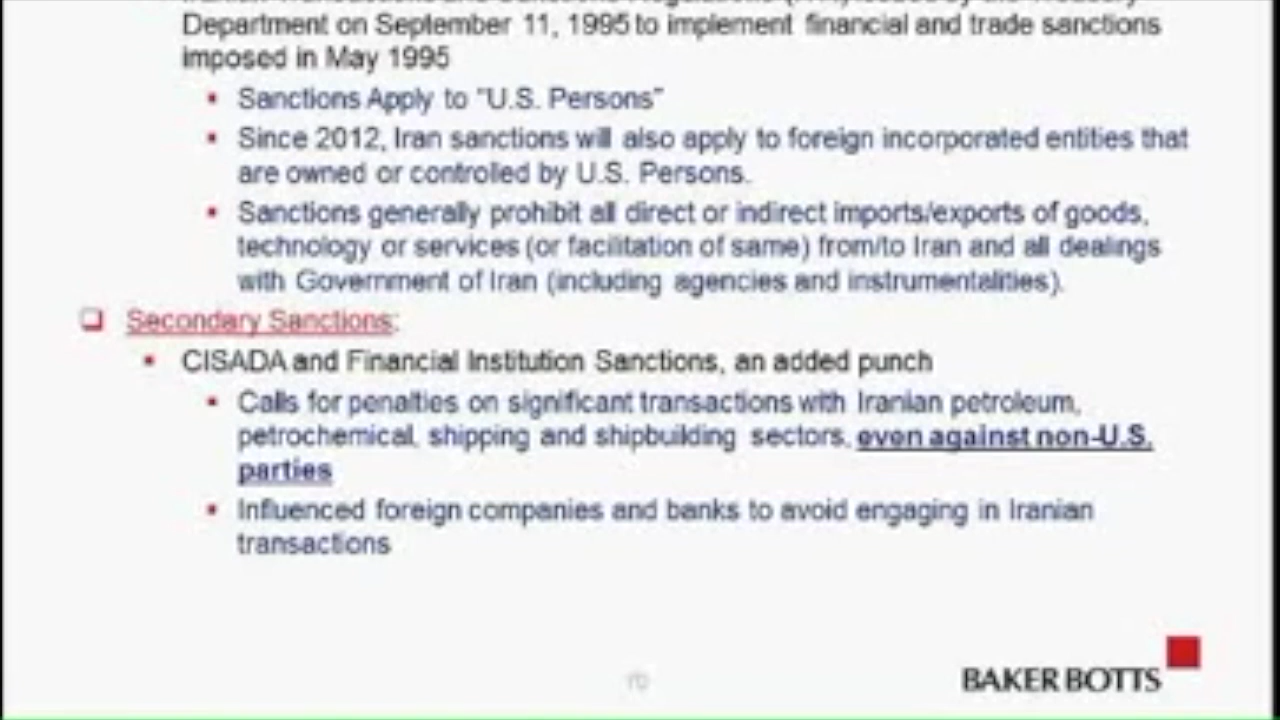 Department on September 11, 1995 to implement financial and trade sanctions
imposed in May 1995
▪ Sanctions Apply to "U.S. Persons"
▪ Since 2012, Iran sanctions will also apply to foreign incorporated entities that
are owned or controlled by U.S. Persons.
▪ Sanctions generally prohibit all direct or indirect imports/exports of goods,
technology or services (or facilitation of same) from/to Iran and all dealings
with Government of Iran (including agencies and instrumentalities).
❑ Secondary Sanctions:
▪ CISADA and Financial Institution Sanctions, an added punch
▪ Calls for penalties on significant transactions with Iranian petroleum,
petrochemical, shipping and shipbuilding sectors, even against non-U.S.
parties
▪ Influenced foreign companies and banks to avoid engaging in Iranian
transactions
BAKER BOTTS